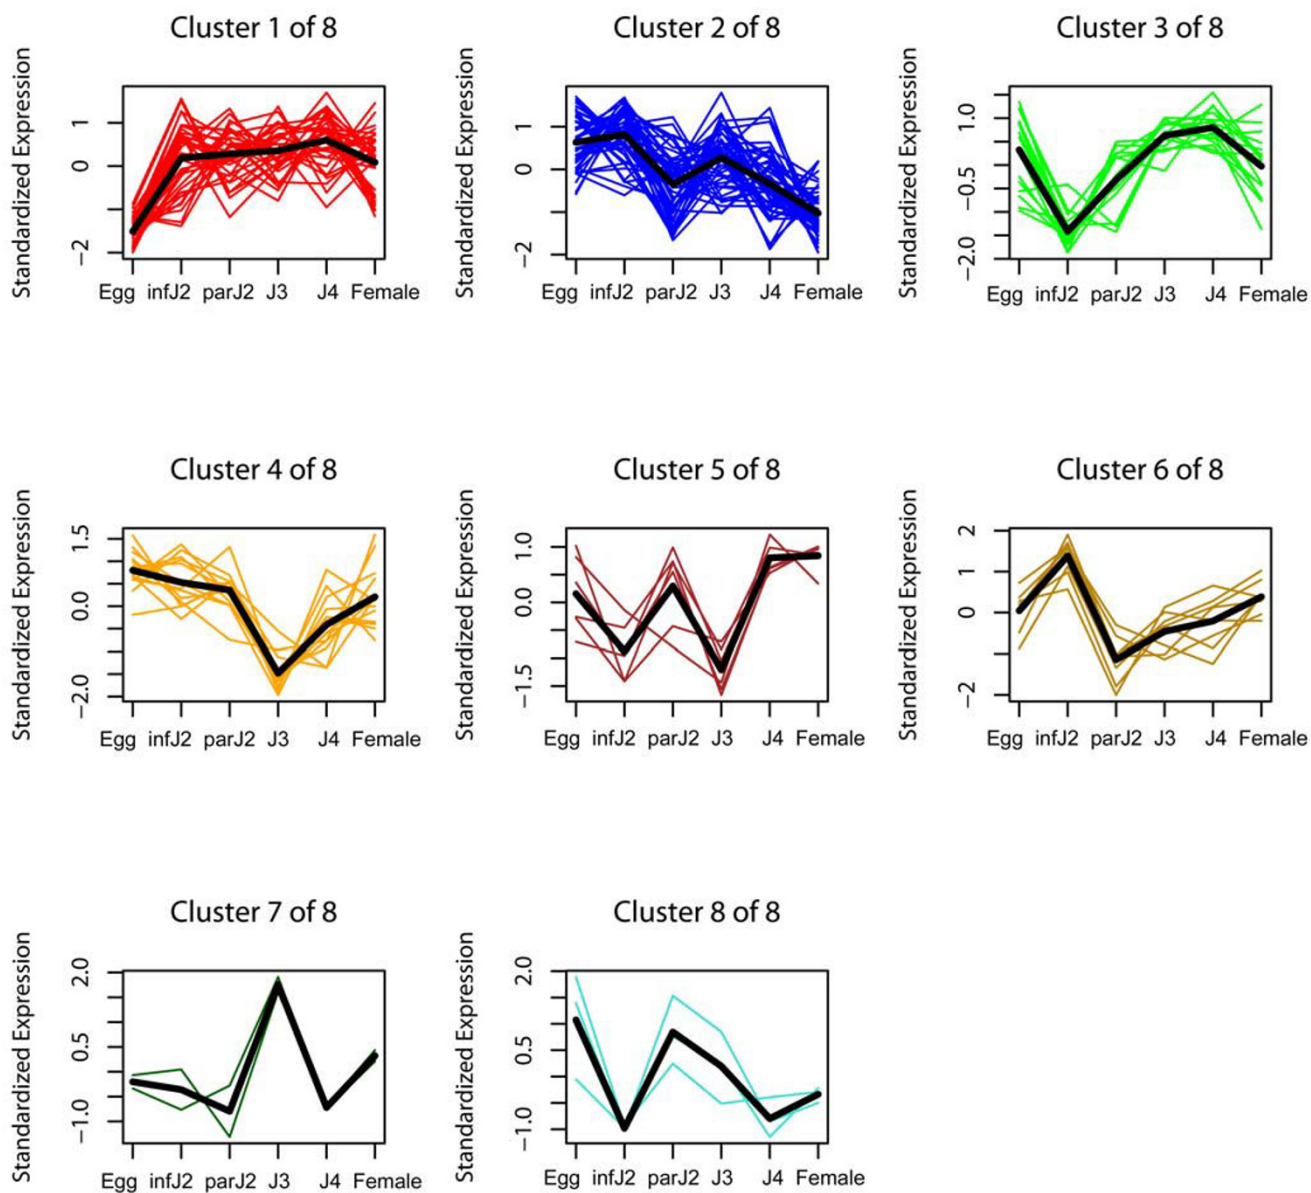 Cluster 1 of 8
Standardized Expression
1
0
−2
Egg infJ2 parJ2 J3 J4 Female
Cluster 2 of 8
Standardized Expression
1
0
−2
Egg infJ2 parJ2 J3 J4 Female
Cluster 3 of 8
Standardized Expression
1.0
−0.5
−2.0
Egg infJ2 parJ2 J3 J4 Female
Cluster 4 of 8
Standardized Expression
1.5
0.0
−2.0
Egg infJ2 parJ2 J3 J4 Female
Cluster 5 of 8
Standardized Expression
1.0
0.0
−1.5
Egg infJ2 parJ2 J3 J4 Female
Cluster 6 of 8
Standardized Expression
2
1
0
−2
Egg infJ2 parJ2 J3 J4 Female
Cluster 7 of 8
Standardized Expression
2.0
0.5
−1.0
Egg infJ2 parJ2 J3 J4 Female
Cluster 8 of 8
Standardized Expression
2.0
0.5
−1.0
Egg infJ2 parJ2 J3 J4 Female